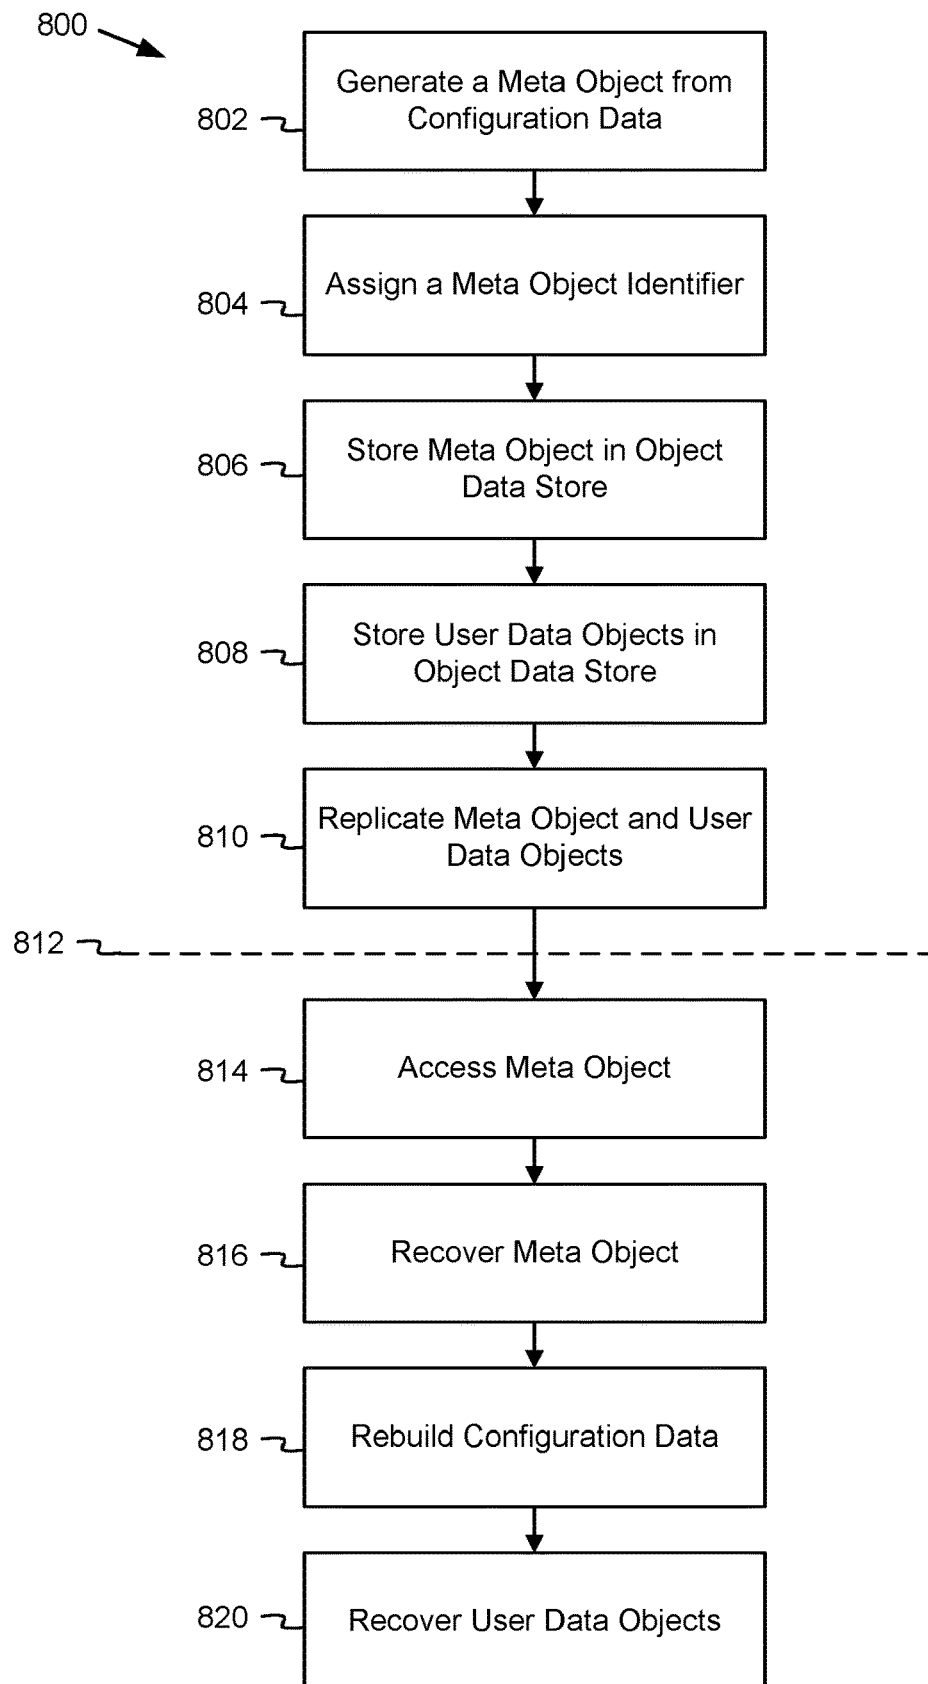 800
Generate a Meta Object from
Configuration Data
802
Assign a Meta Object Identifier
804
Store Meta Object in Object
Data Store
806
Store User Data Objects in
Object Data Store
808
Replicate Meta Object and User
Data Objects
810
812
Access Meta Object
814
Recover Meta Object
816
Rebuild Configuration Data
818
Recover User Data Objects
820